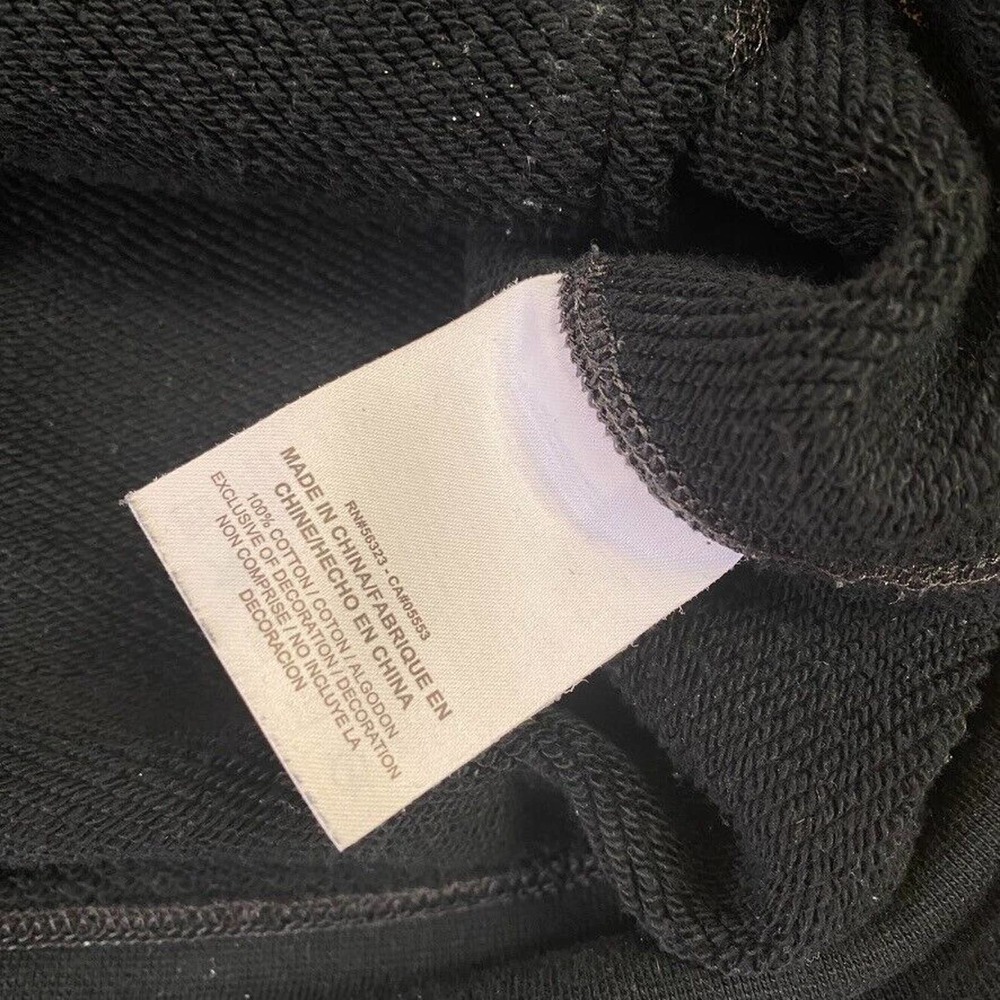 RN#56323 - CA#05553
MADE IN CHINA/FABRIQUE EN
CHINE/HECHO EN CHINA
100% COTTON / COTON / ALGODON
EXCLUSIVE OF DECORATION / DECORATION
NON COMPRISE / NO INCLUYE LA
DECORACION